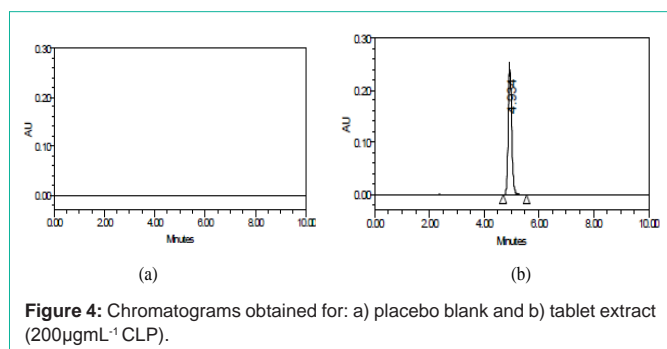 0.30
0.20
0.10
0.00
AU
0.00 2.00 4.00 6.00 8.00 10.00
Minutes
(a)
0.30
0.20
0.10
0.00
AU
4.934
0.00 2.00 4.00 6.00 8.00 10.00
Minutes
(b)
Figure 4: Chromatograms obtained for: a) placebo blank and b) tablet extract
(200μgmL⁻¹ CLP).